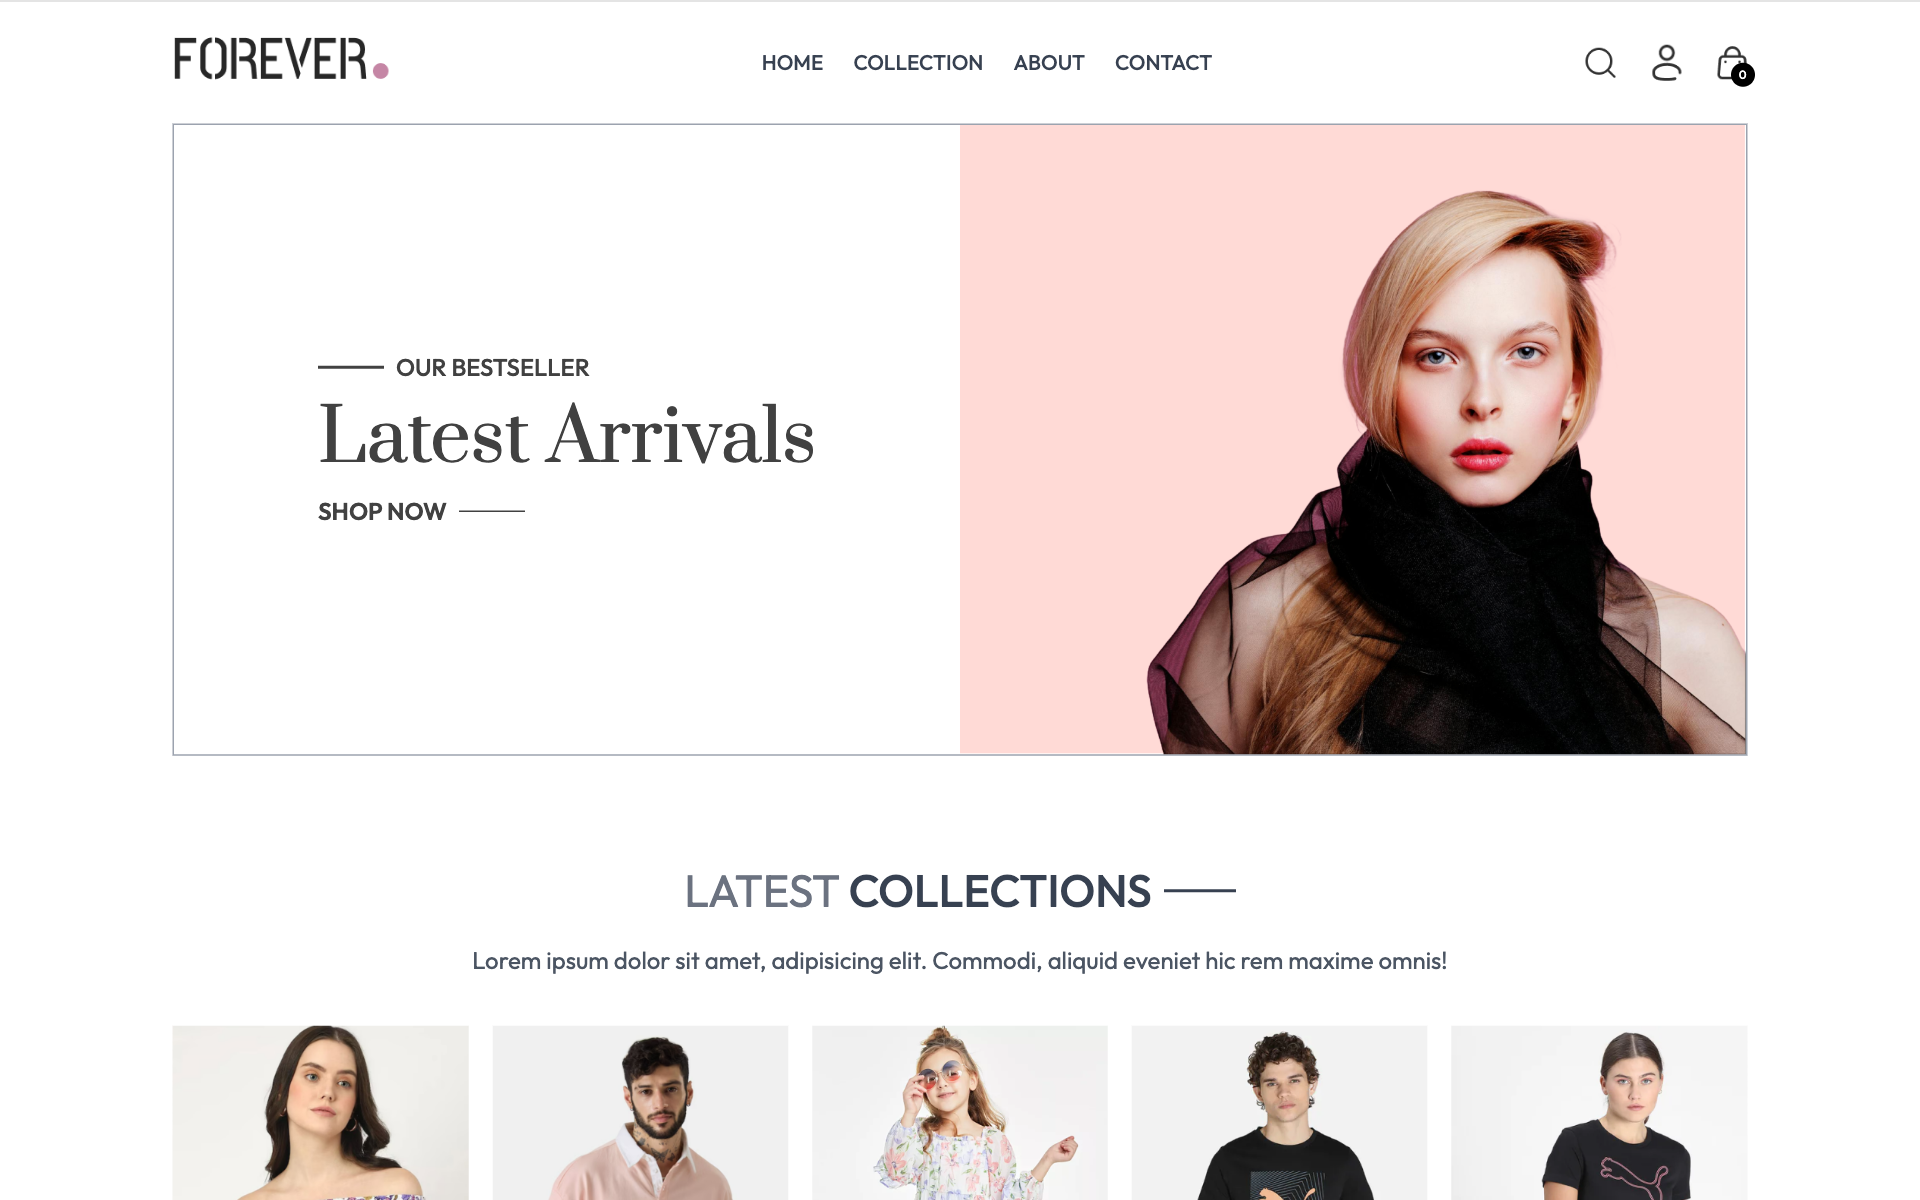 FOREVER.
HOME COLLECTION ABOUT CONTACT
0
OUR BESTSELLER
Latest Arrivals
SHOP NOW
LATEST COLLECTIONS
Lorem ipsum dolor sit amet, adipisicing elit. Commodi, aliquid eveniet hic rem maxime omnis!